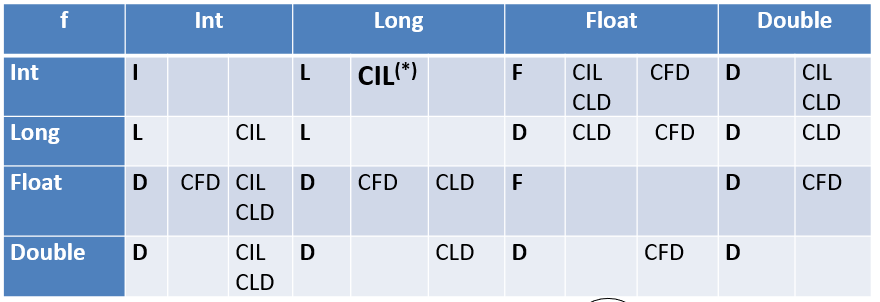 f Int Long Float Double
Int I L CIL(*) F CIL CFD D CIL
CLD CLD
Long L CIL L D CLD CFD D CLD
Float D CFD CIL D CFD CLD F D CFD
CLD
Double D CIL D CLD D CFD D
CLD